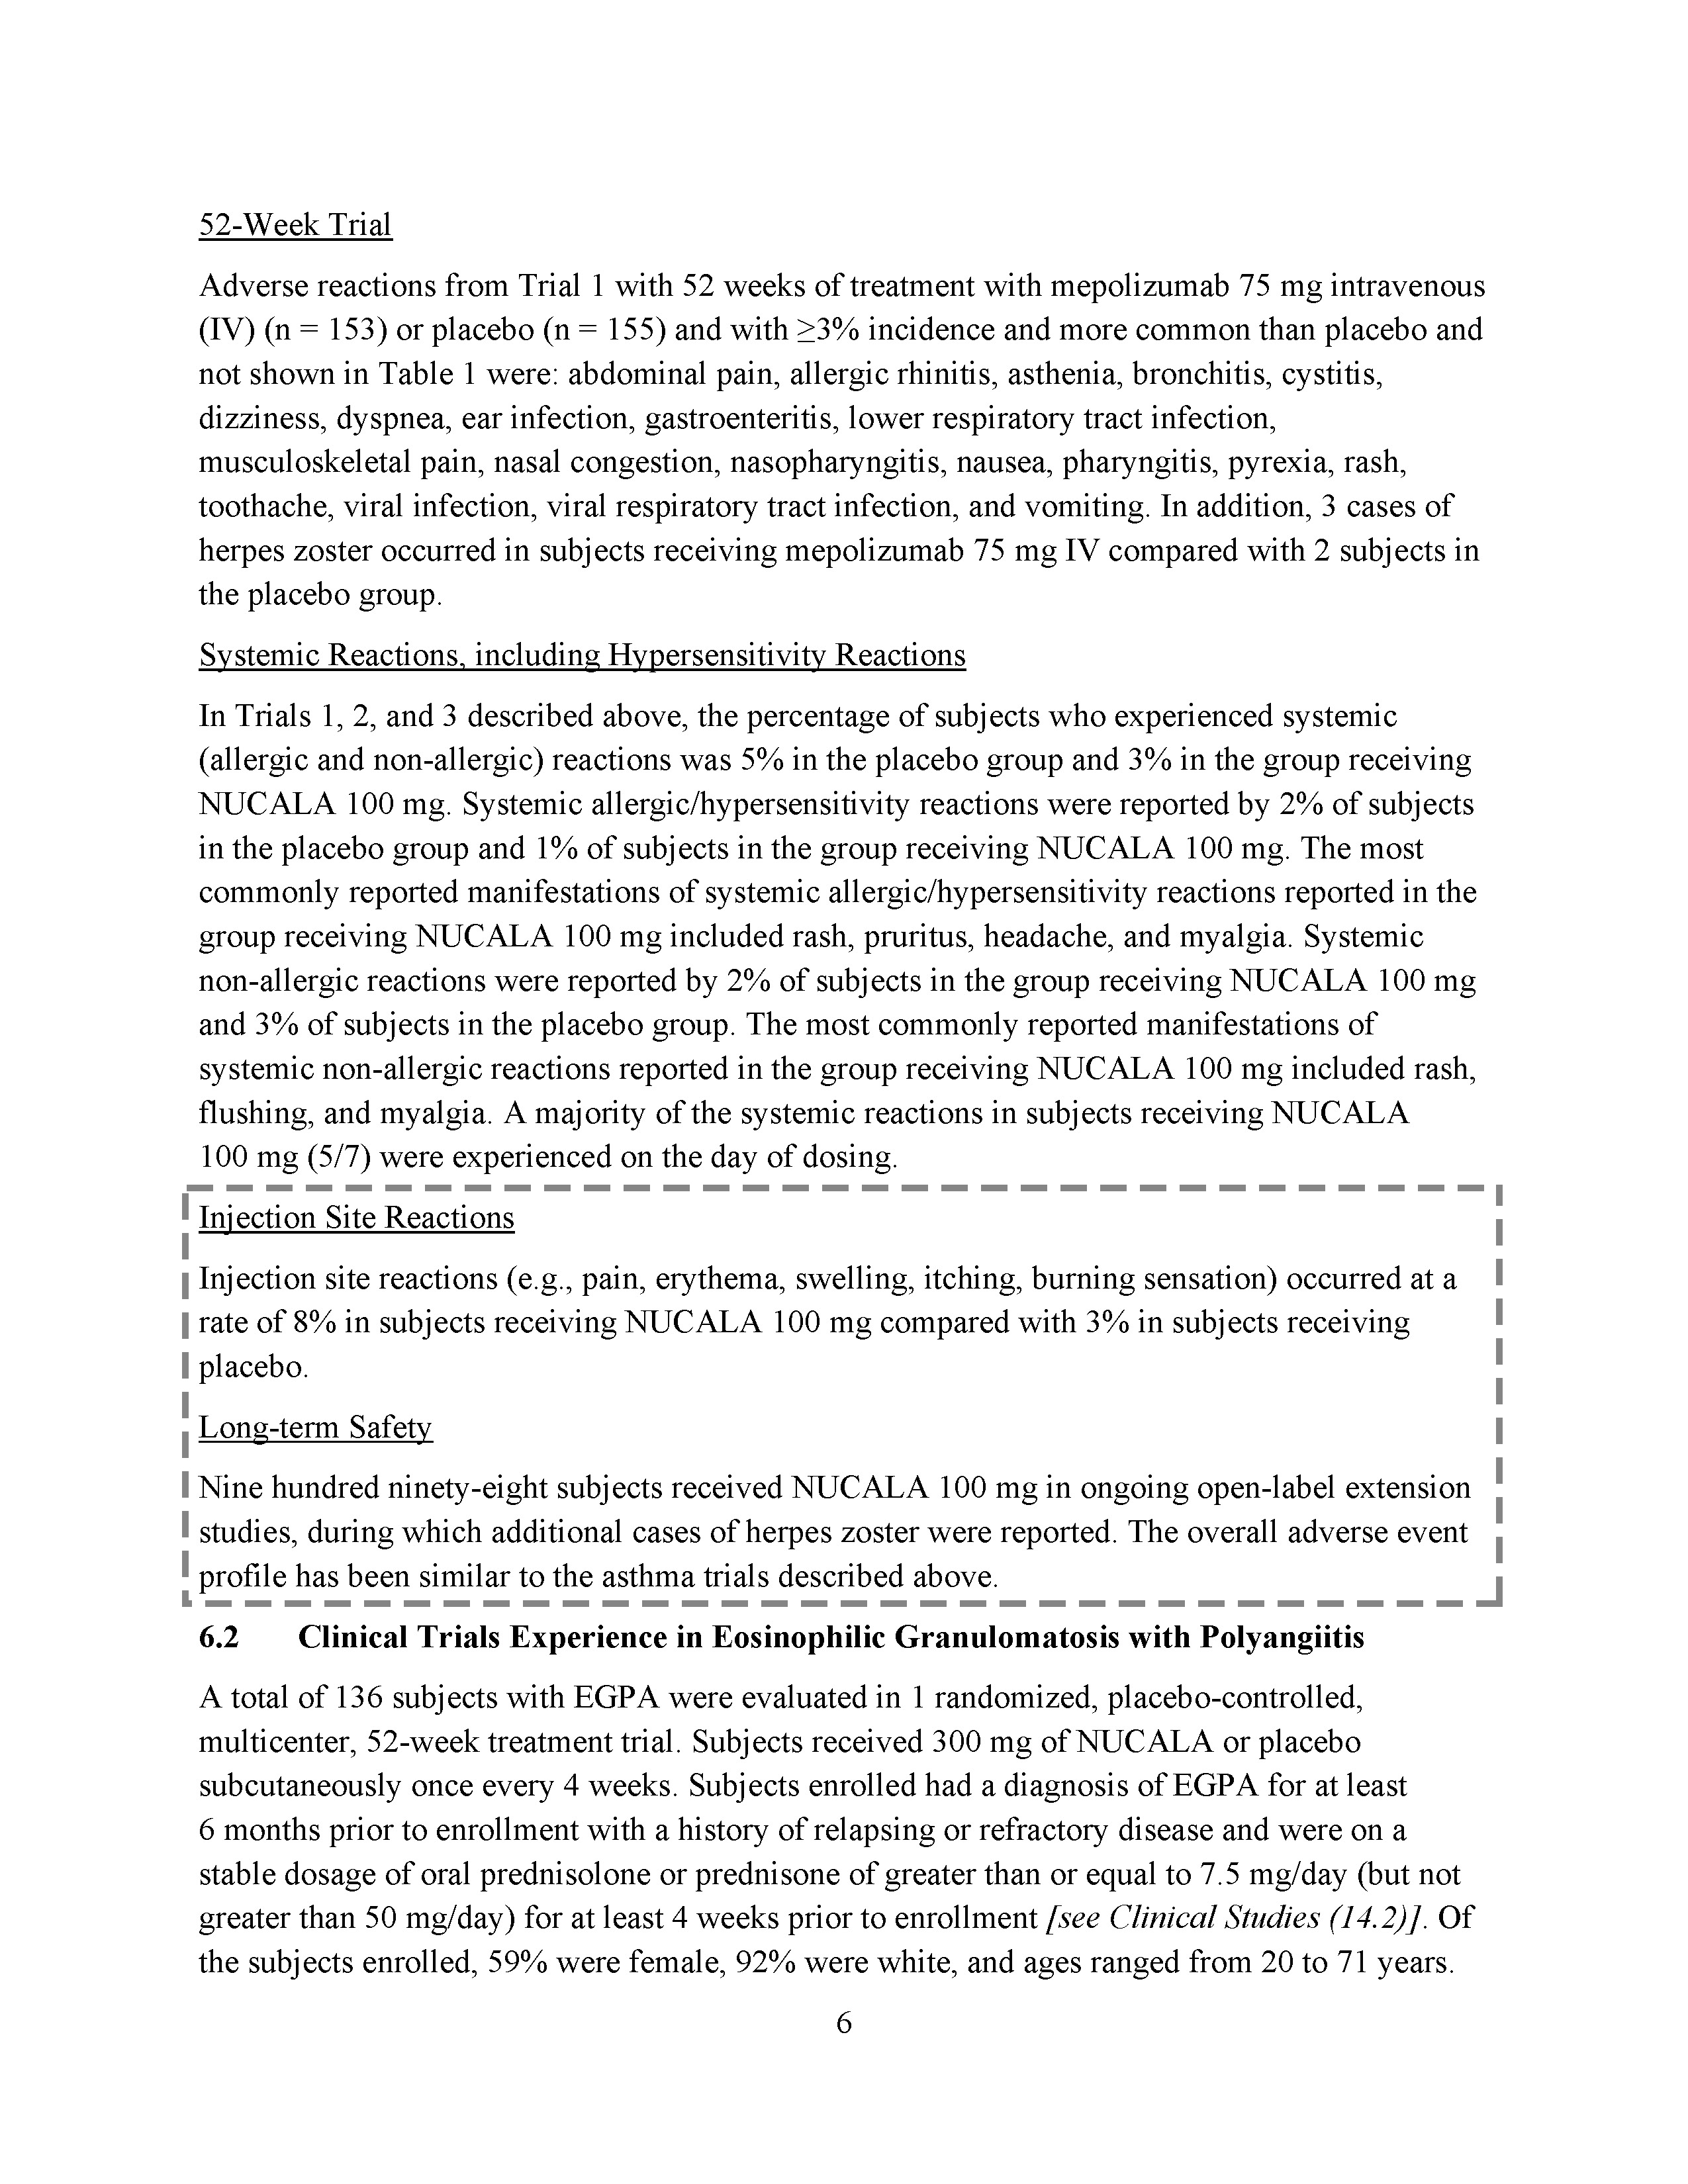 52-Week Trial
Adverse reactions from Trial 1 with 52 weeks of treatment with mepolizumab 75 mg intravenous
(IV) (n = 153) or placebo (n = 155) and with ≥3% incidence and more common than placebo and
not shown in Table 1 were: abdominal pain, allergic rhinitis, asthenia, bronchitis, cystitis,
dizziness, dyspnea, ear infection, gastroenteritis, lower respiratory tract infection,
musculoskeletal pain, nasal congestion, nasopharyngitis, nausea, pharyngitis, pyrexia, rash,
toothache, viral infection, viral respiratory tract infection, and vomiting. In addition, 3 cases of
herpes zoster occurred in subjects receiving mepolizumab 75 mg IV compared with 2 subjects in
the placebo group.
Systemic Reactions, including Hypersensitivity Reactions
In Trials 1, 2, and 3 described above, the percentage of subjects who experienced systemic
(allergic and non-allergic) reactions was 5% in the placebo group and 3% in the group receiving
NUCALA 100 mg. Systemic allergic/hypersensitivity reactions were reported by 2% of subjects
in the placebo group and 1% of subjects in the group receiving NUCALA 100 mg. The most
commonly reported manifestations of systemic allergic/hypersensitivity reactions reported in the
group receiving NUCALA 100 mg included rash, pruritus, headache, and myalgia. Systemic
non-allergic reactions were reported by 2% of subjects in the group receiving NUCALA 100 mg
and 3% of subjects in the placebo group. The most commonly reported manifestations of
systemic non-allergic reactions reported in the group receiving NUCALA 100 mg included rash,
flushing, and myalgia. A majority of the systemic reactions in subjects receiving NUCALA
100 mg (5/7) were experienced on the day of dosing.
Injection Site Reactions
Injection site reactions (e.g., pain, erythema, swelling, itching, burning sensation) occurred at a
rate of 8% in subjects receiving NUCALA 100 mg compared with 3% in subjects receiving
placebo.
Long-term Safety
Nine hundred ninety-eight subjects received NUCALA 100 mg in ongoing open-label extension
studies, during which additional cases of herpes zoster were reported. The overall adverse event
profile has been similar to the asthma trials described above.
6.2 Clinical Trials Experience in Eosinophilic Granulomatosis with Polyangiitis
A total of 136 subjects with EGPA were evaluated in 1 randomized, placebo-controlled,
multicenter, 52-week treatment trial. Subjects received 300 mg of NUCALA or placebo
subcutaneously once every 4 weeks. Subjects enrolled had a diagnosis of EGPA for at least
6 months prior to enrollment with a history of relapsing or refractory disease and were on a
stable dosage of oral prednisolone or prednisone of greater than or equal to 7.5 mg/day (but not
greater than 50 mg/day) for at least 4 weeks prior to enrollment [see Clinical Studies (14.2)]. Of
the subjects enrolled, 59% were female, 92% were white, and ages ranged from 20 to 71 years.
6